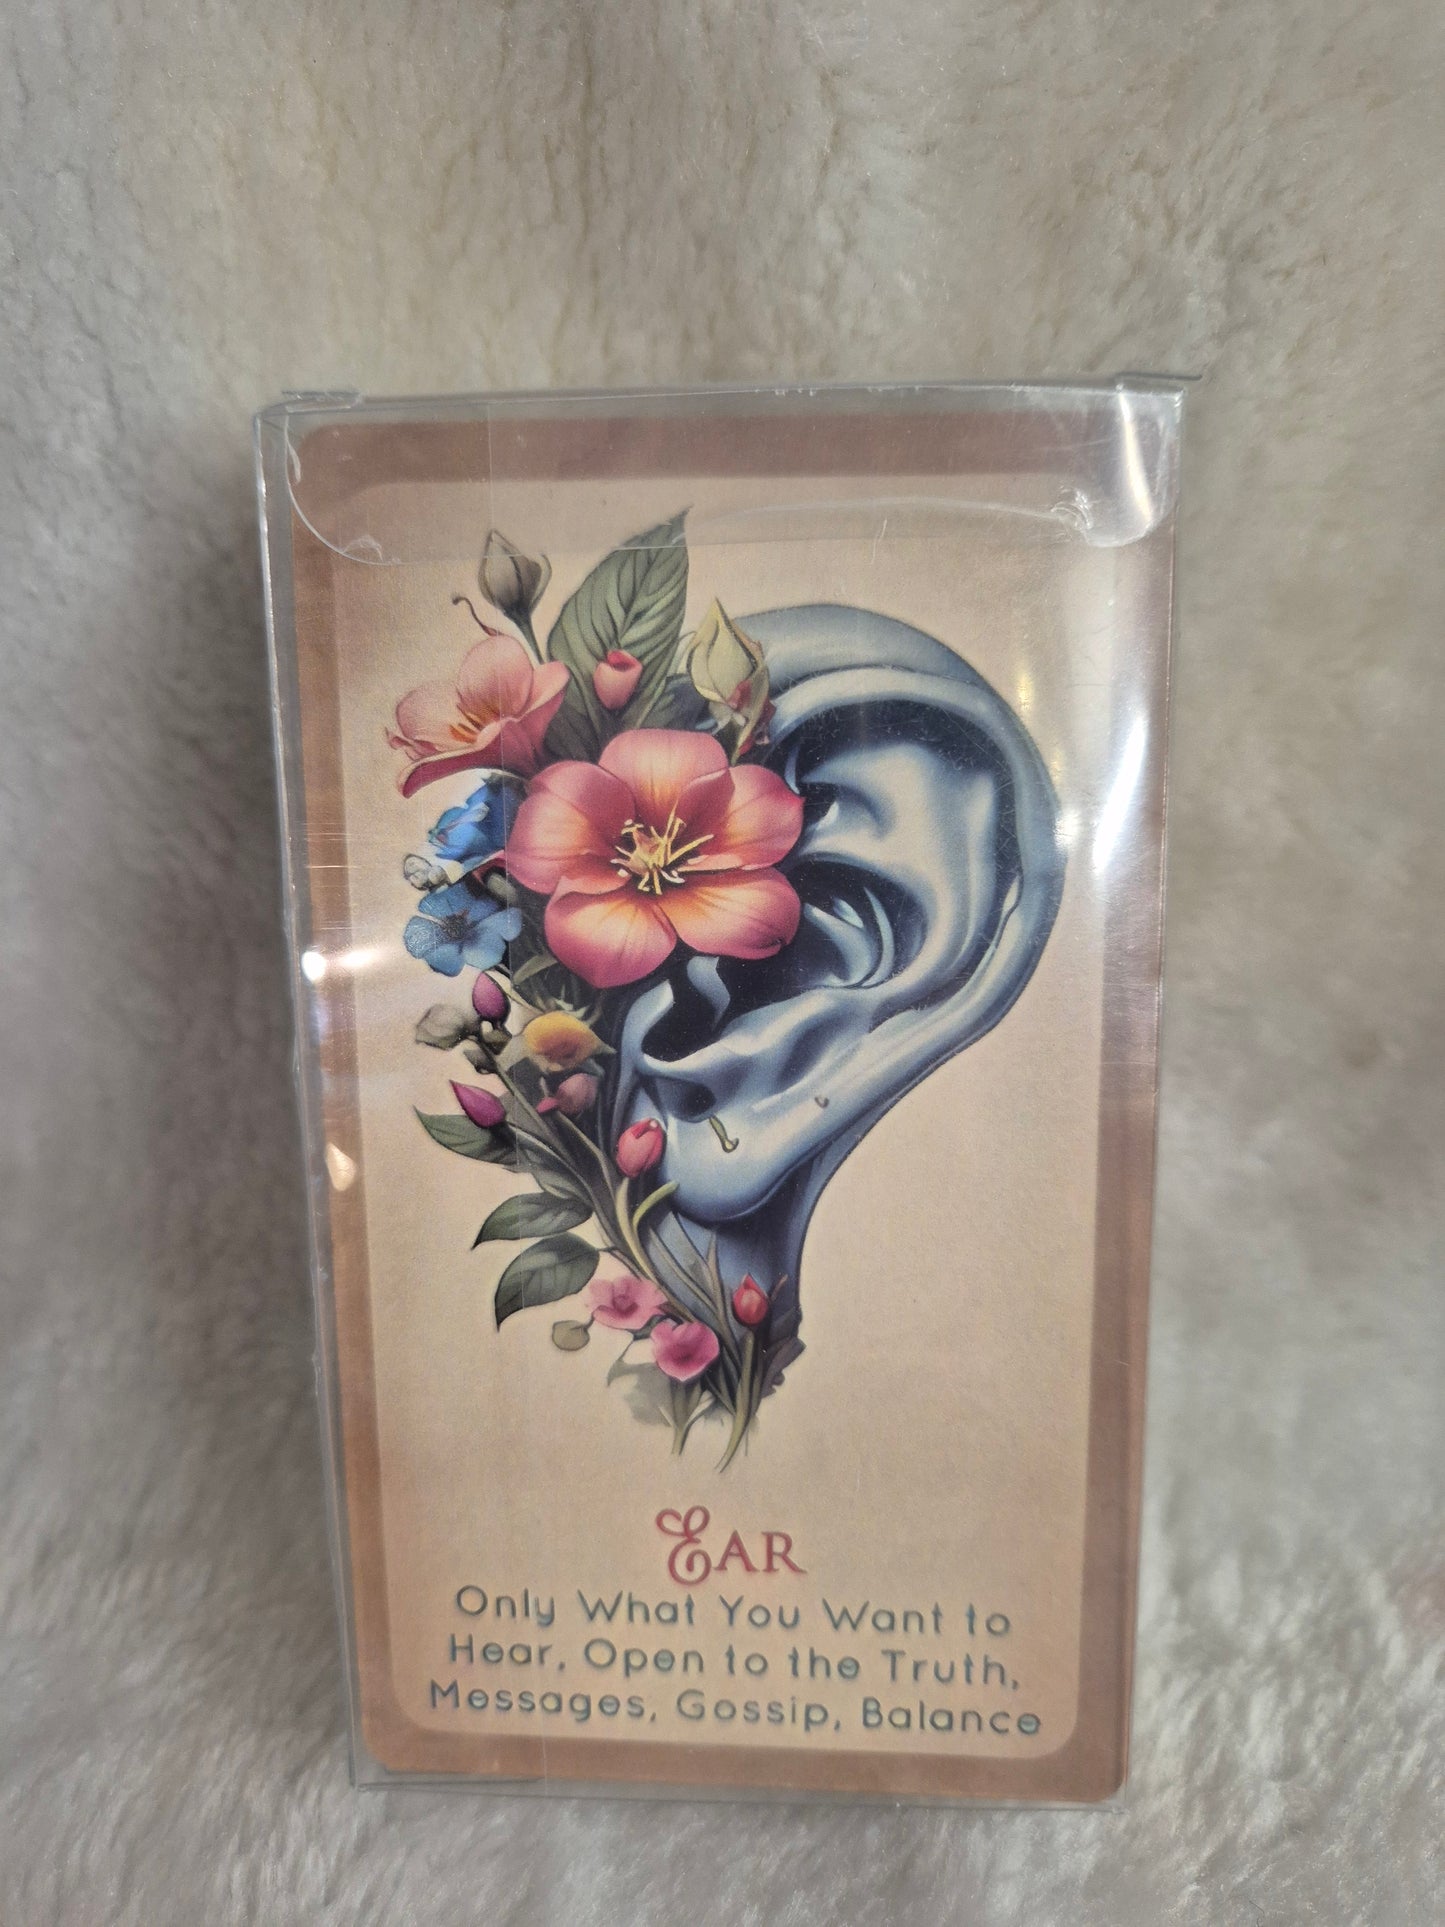 Ear
Only What You Want to
Hear, Open to the Truth,
Messages, Gossip, Balance